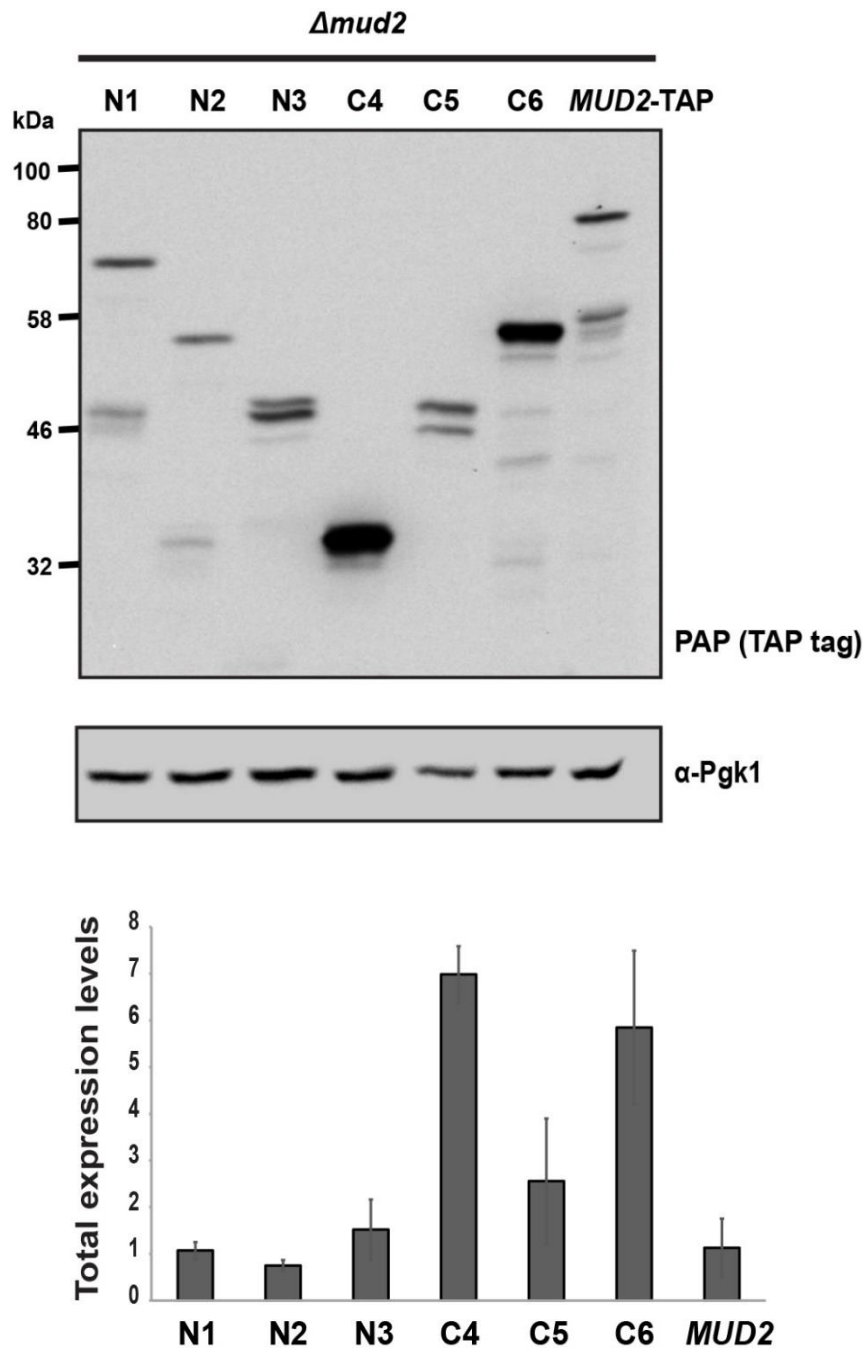 Δmud2
N1 N2 N3 C4 C5 C6 MUD2-TAP
kDa
100
80
58
46
32
PAP (TAP tag)
α-Pgk1
Total expression levels
8
7
6
5
4
3
2
1
0
N1 N2 N3 C4 C5 C6 MUD2